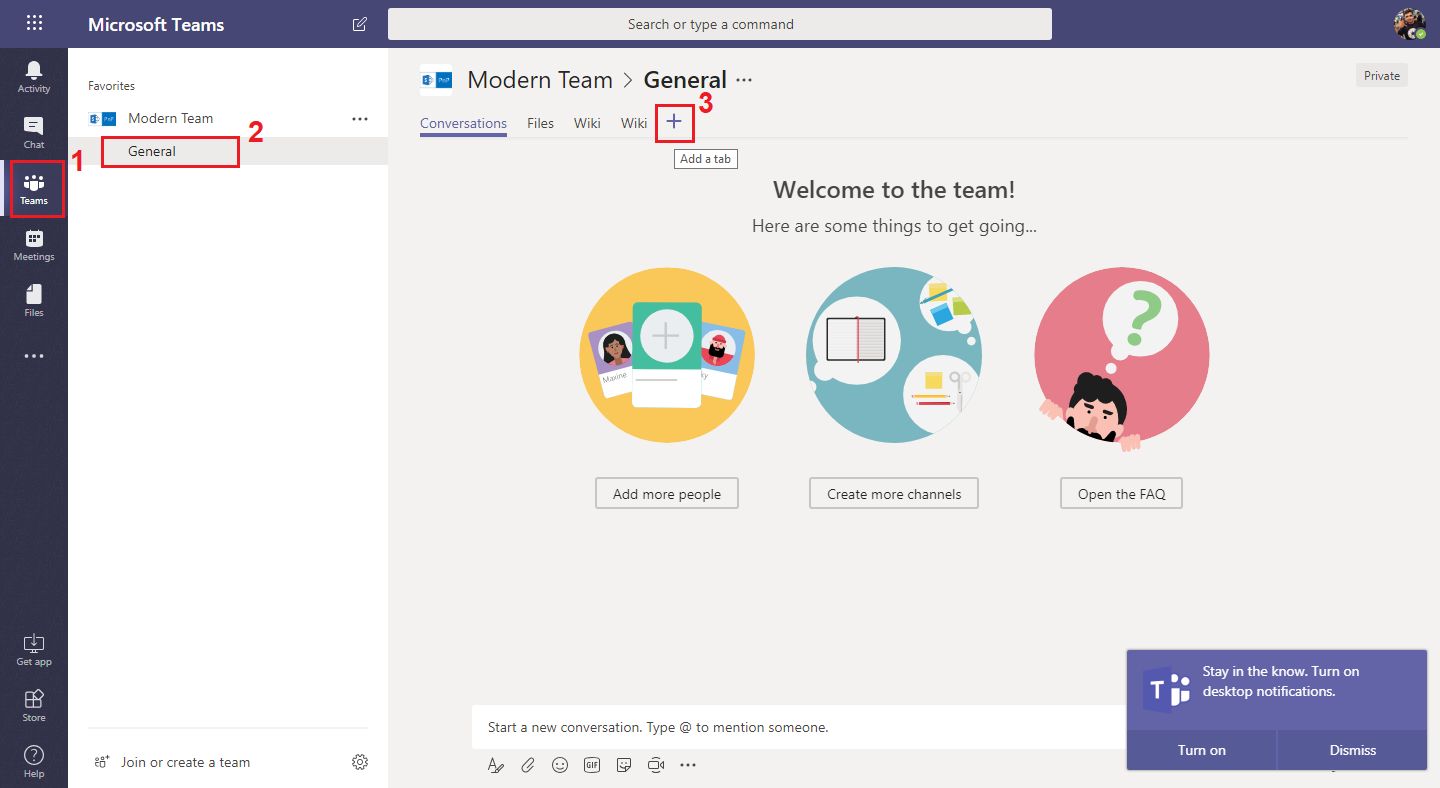 Microsoft Teams
Search or type a command
Activity
Chat
1
Teams
Meetings
Files
Get app
Store
Help
Favorites
Modern Team
General
2
Join or create a team
Modern Team > General
Private
Conversations Files Wiki Wiki +
3
Add a tab
Welcome to the team!
Here are some things to get going...
Maxine
ky
?
Add more people
Create more channels
Open the FAQ
Start a new conversation. Type @ to mention someone.
GIF
T
Stay in the know. Turn on
desktop notifications.
Turn on
Dismiss